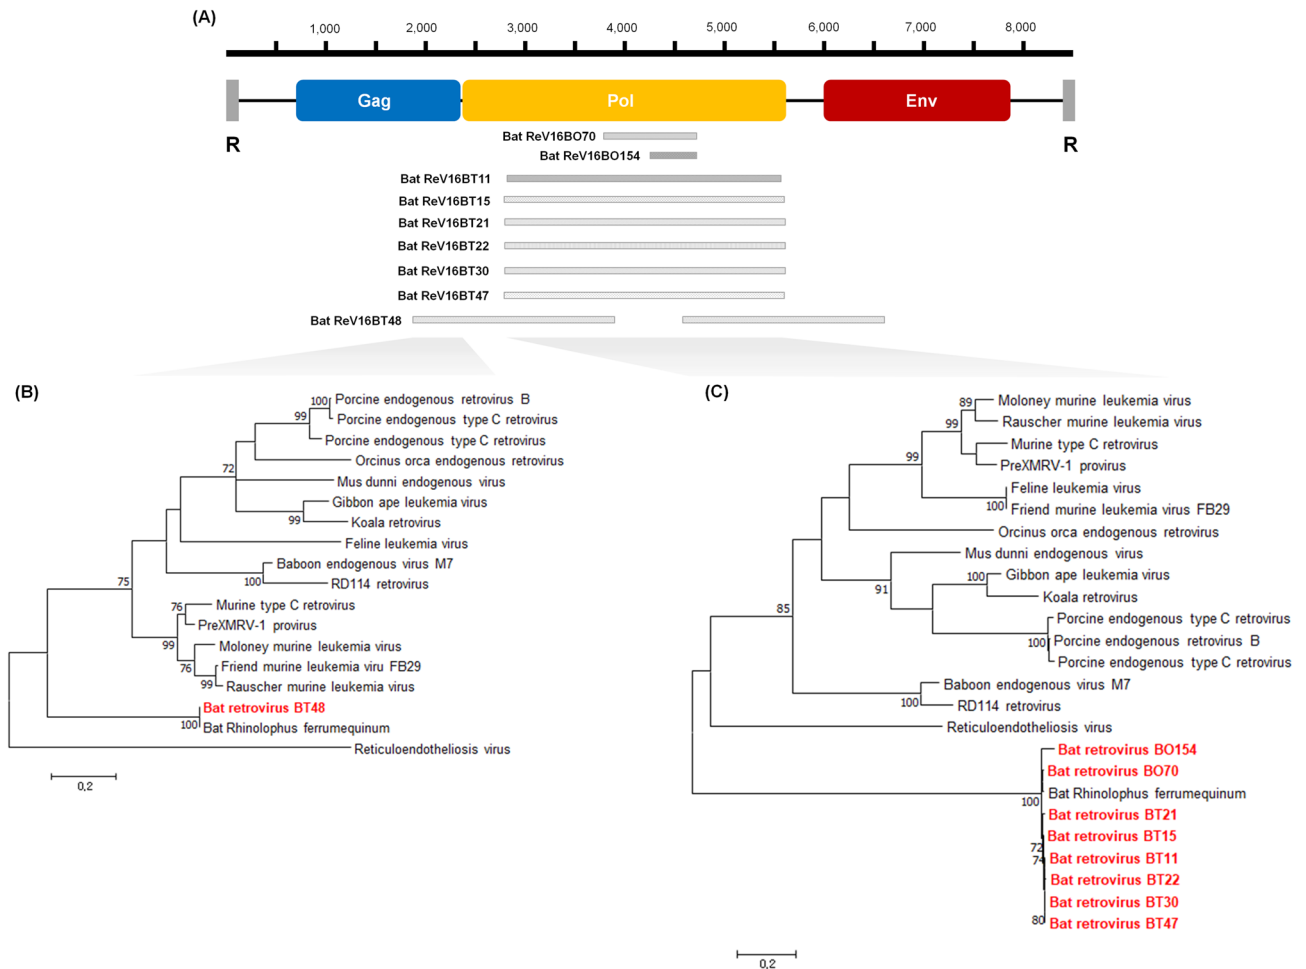 (A)
1,000 2,000 3,000 4,000 5,000 6,000 7,000 8,000
Gag Pol Env
R R
Bat ReV16BO70
Bat ReV16BO154
Bat ReV16BT11
Bat ReV16BT15
Bat ReV16BT21
Bat ReV16BT22
Bat ReV16BT30
Bat ReV16BT47
Bat ReV16BT48
(B)
Porcine endogenous retrovirus B
Porcine endogenous type C retrovirus
Porcine endogenous type C retrovirus
Orcinus orca endogenous retrovirus
Mus dunni endogenous virus
Gibbon ape leukemia virus
Koala retrovirus
Feline leukemia virus
Baboon endogenous virus M7
RD114 retrovirus
Murine type C retrovirus
PreXMRV-1 provirus
Moloney murine leukemia virus
Friend murine leukemia viru FB29
Rauscher murine leukemia virus
Bat retrovirus BT48
Bat Rhinolophus ferrumequinum
Reticuloendotheliosis virus
100
99
72
99
100
75
76
99
76
99
100
0,2
(C)
Moloney murine leukemia virus
Rauscher murine leukemia virus
Murine type C retrovirus
PreXMRV-1 provirus
Feline leukemia virus
Friend murine leukemia virus FB29
Orcinus orca endogenous retrovirus
Mus dunni endogenous virus
Gibbon ape leukemia virus
Koala retrovirus
Porcine endogenous type C retrovirus
Porcine endogenous retrovirus B
Porcine endogenous type C retrovirus
Baboon endogenous virus M7
RD114 retrovirus
Reticuloendotheliosis virus
Bat retrovirus BO154
Bat retrovirus BO70
Bat Rhinolophus ferrumequinum
Bat retrovirus BT21
Bat retrovirus BT15
Bat retrovirus BT11
Bat retrovirus BT22
Bat retrovirus BT30
Bat retrovirus BT47
89
99
99
100
100
91
85
100
100
100
72
74
80
0,2